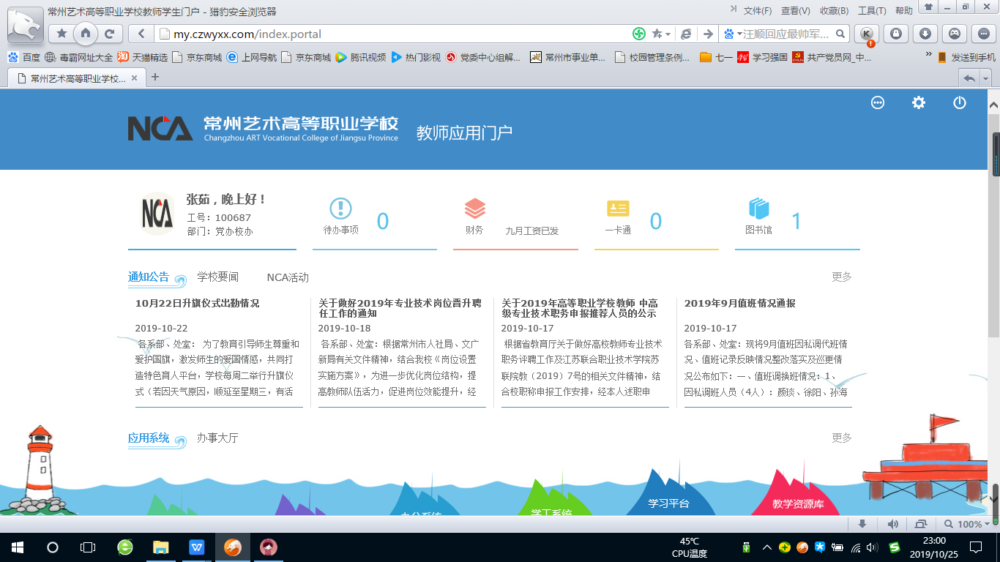 常州艺术高等职业学校教师学生门户 - 猎豹安全浏览器
文件(F) 查看(V) 收藏(B) 工具(T) 帮助
my.czwyxx.com/index.portal
汪顺回应最帅军...
百度 毒霸网址大全 天猫精选 京东商城 上网导航 京东商城 腾讯视频 热门影视 党委中心组解... 常州市事业单... 校园管理条例... 七一 学习强国 共产党员网_中... 发送到手机
常州艺术高等职业学校...
NCA 常州艺术高等职业学校
Changzhou ART Vocational College of Jiangsu Province
教师应用门户
NCA
张茹，晚上好！
工号：100687
部门：党办校办
待办事项 0
财务 九月工资已发
一卡通 0
图书馆 1
通知公告 学校要闻 NCA活动 更多
10月22日升旗仪式出勤情况
2019-10-22
各系部、处室： 为了教育引导师生尊重和
爱护国旗，激发师生的爱国情感，共同打
造特色育人平台，学校每周二举行升旗仪
式（若因天气原因，顺延至星期三，有活
关于做好2019年专业技术岗位晋升聘
任工作的通知
2019-10-18
各系部、处室：根据常州市人社局、文广
新局有关文件精神，结合我校《岗位设置
实施方案》，为进一步优化岗位结构，提
高教师队伍活力，促进岗位效能提升，经
关于2019年高等职业学校教师 中高
级专业技术职务申报推荐人员的公示
2019-10-17
根据省教育厅关于做好高校教师专业技术
职务评聘工作及江苏联合职业技术学院苏
联院教（2019）7号的相关文件精神，结
合校职称申报工作安排，经本人述职申
2019年9月值班情况通报
2019-10-17
各系部、处室：现将9月值班因私调代班情
况、值班记录反映情况整改落实及巡更情
况公布如下：一、值班调换班情况：1、
因私调班人员（4人）：颜琰、徐阳、孙海
应用系统 办事大厅 更多
办公系统
学工系统
学习平台
教学资源库
100%
45℃
CPU温度
23:00
2019/10/25